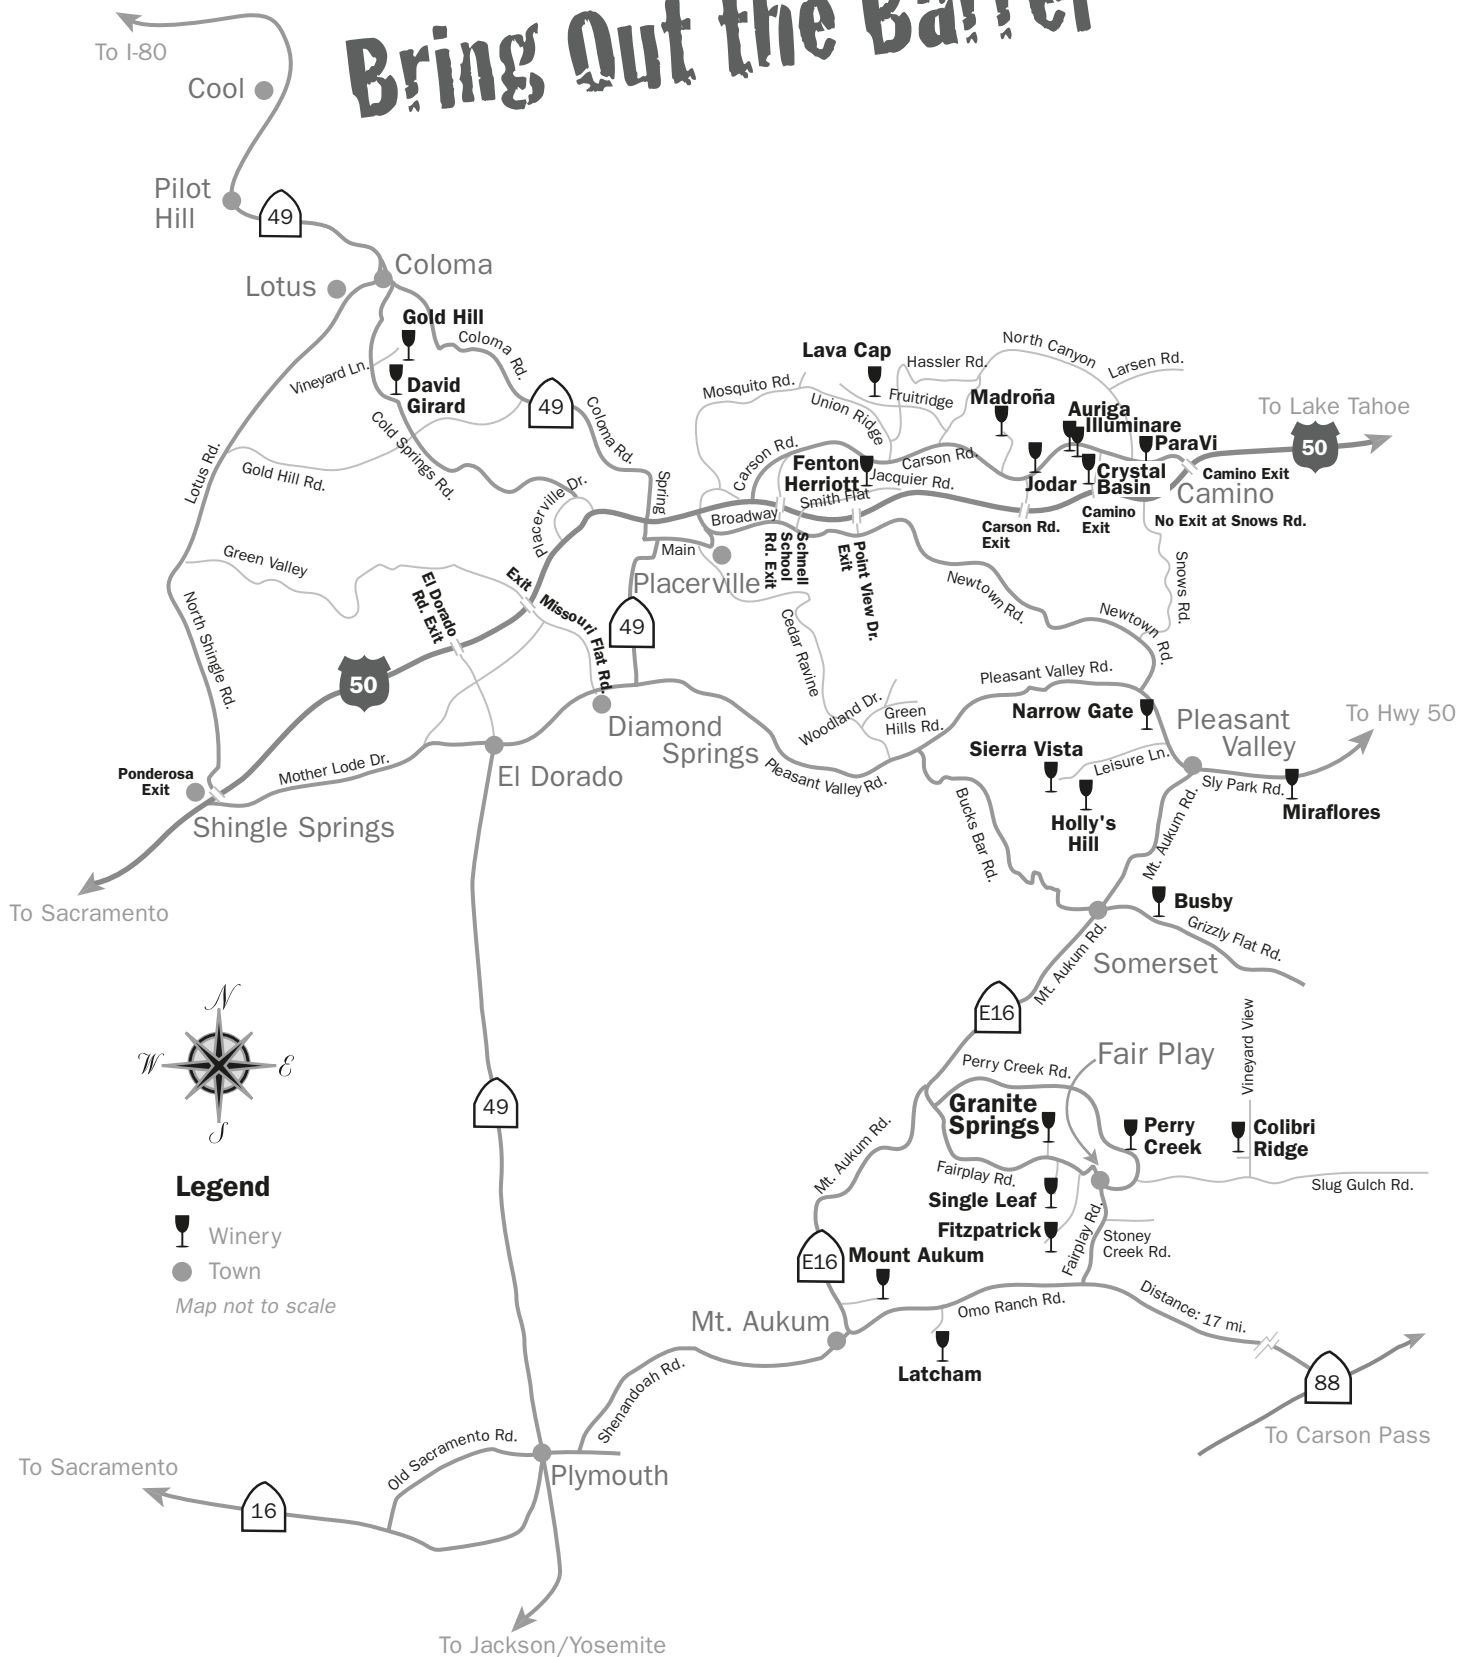 Bring Out the Barrel
To I-80
Cool
Pilot
Hill
49
Coloma
Lotus
Gold Hill
Coloma
Rd.
Vineyard Ln.
David
Girard
49
Coloma Rd.
Cold Springs Rd.
Lotus Rd.
Gold Hill Rd.
Placerville Dr.
Spring
Green Valley
North Shingle Rd.
El Dorado
Rd. Exit
Exit
Missouri Flat Rd.
Main
Placerville
49
50
Mosquito Rd.
Lava Cap
Hassler Rd.
North Canyon
Larsen Rd.
Union Ridge
Fruitridge
Madroña
Auriga
Illuminare
ParaVi
To Lake Tahoe
50
Carson Rd.
Fenton
Herriott
Carson Rd.
Jacquier Rd.
Smith Flat
Broadway
Jodar
Crystal
Basin
Camino Exit
Camino
Camino
Exit
No Exit at Snows Rd.
Carson Rd.
Exit
Schnell
School
Rd. Exit
Point View Dr.
Exit
Newtown Rd.
Newtown
Rd.
Snows Rd.
Cedar Ravine
Woodland Dr.
Green
Hills Rd.
Pleasant Valley Rd.
Narrow Gate
Pleasant
Valley
To Hwy 50
Sierra Vista
Leisure Ln.
Sly Park Rd.
Miraflores
Holly's
Hill
Diamond
Springs
Pleasant Valley Rd.
El Dorado
Mother Lode Dr.
Ponderosa
Exit
Shingle Springs
To Sacramento
Bucks Bar Rd.
Mt. Aukum Rd.
Busby
Grizzly Flat Rd.
Somerset
Mt. Aukum Rd.
E16
N
W
E
S
49
Perry Creek Rd.
Fair Play
Vineyard View
Granite
Springs
Perry
Creek
Colibri
Ridge
Mt. Aukum Rd.
Fairplay Rd.
Slug Gulch Rd.
Single Leaf
Fitzpatrick
Fairplay Rd.
Stoney
Creek Rd.
E16
Mount Aukum
Legend
Winery
Town
Map not to scale
Mt. Aukum
Omo Ranch Rd.
Distance: 17 mi.
Latcham
88
To Carson Pass
Shenandoah Rd.
Old Sacramento Rd.
Plymouth
To Sacramento
16
To Jackson/Yosemite